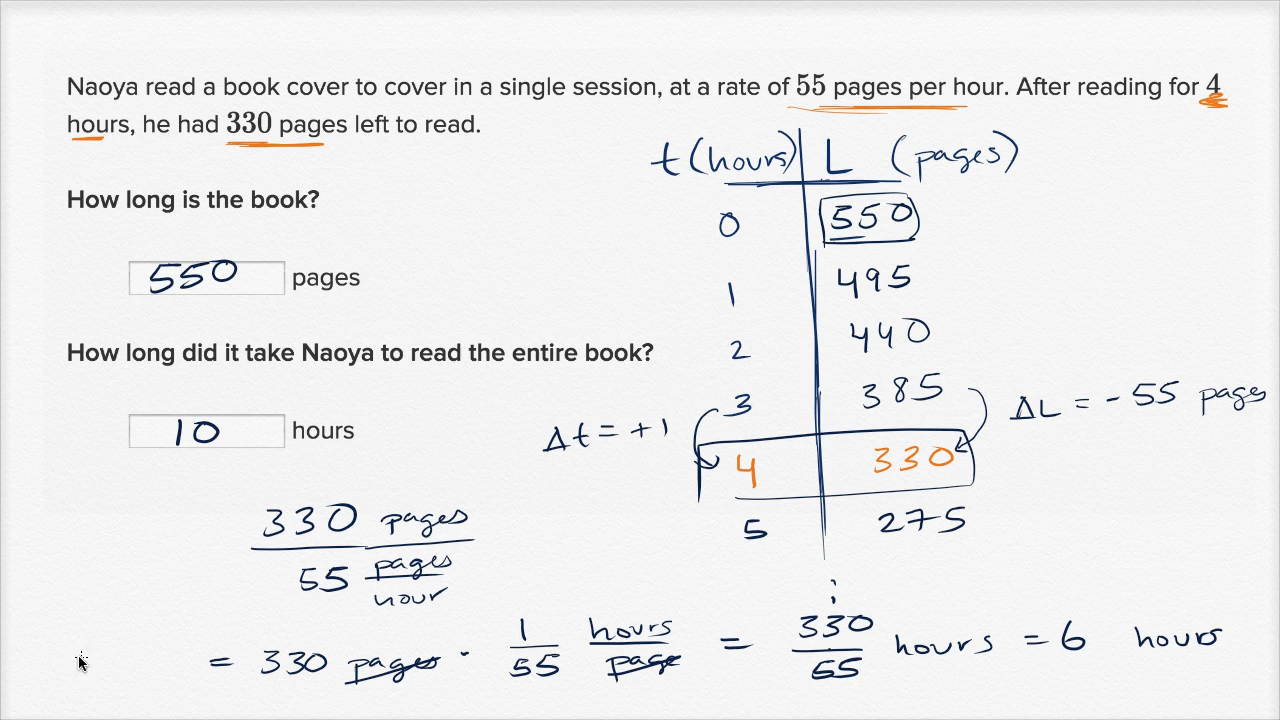 Naoya read a book cover to cover in a single session, at a rate of 55 pages per hour. After reading for 4
hours, he had 330 pages left to read.
t (hours) L (pages)
How long is the book?
0 550
550 pages
1 495
2 440
How long did it take Naoya to read the entire book?
3 385
Δt = +1
ΔL = -55 pages
10 hours
4 330
5 275
330 pages
55 pages
hour
= 330 pages · 1/55 hours/page = 330/55 hours = 6 hours